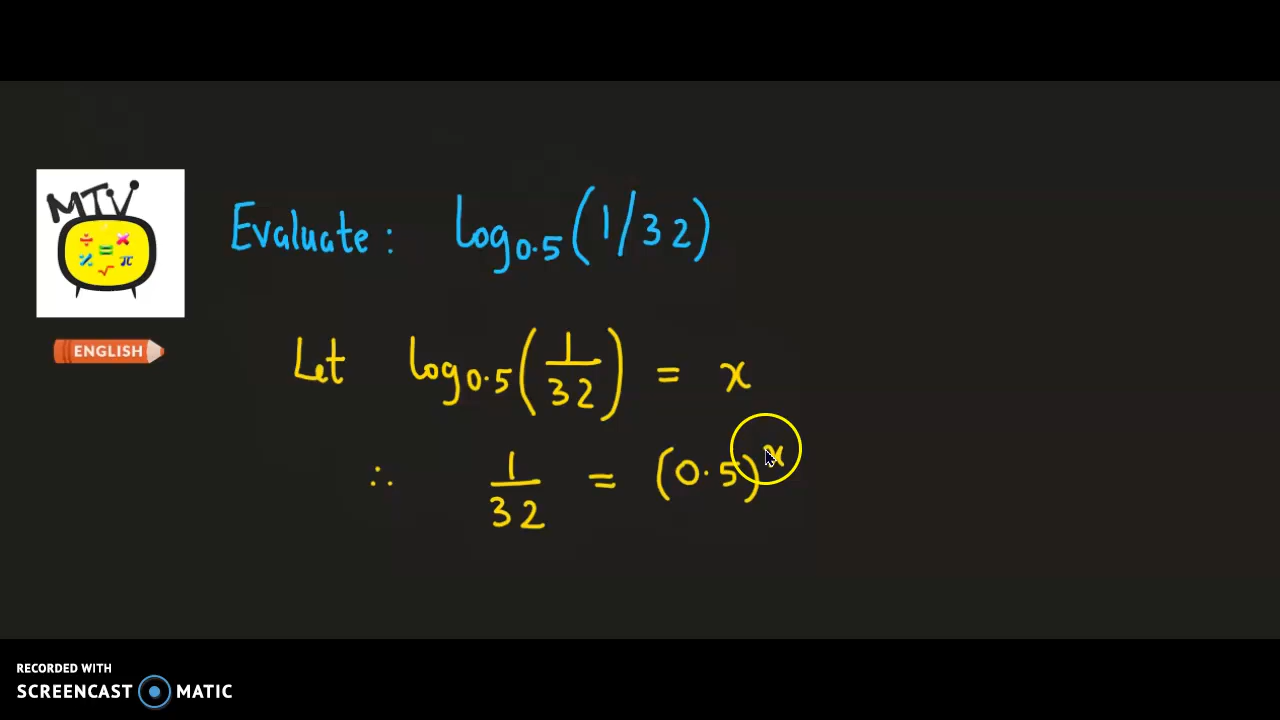 MTV
÷ × % = π √
ENGLISH
Evaluate: log₀.₅(1/32)
Let log₀.₅(1/32) = x
∴ 1/32 = (0.5)ˣ
RECORDED WITH
SCREENCAST MATIC